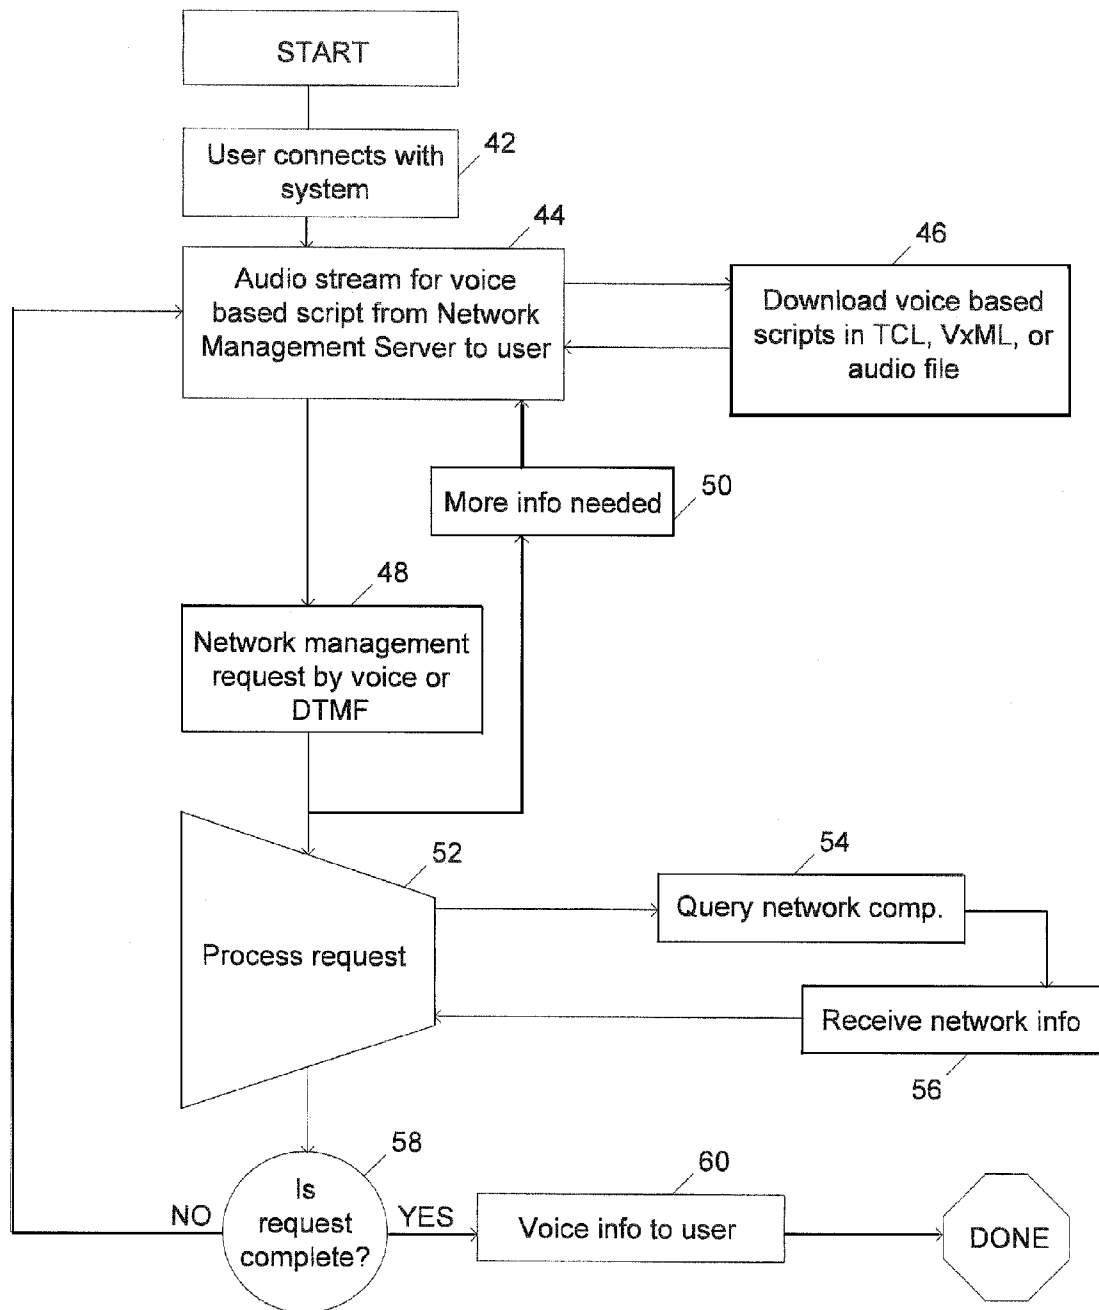 START
User connects with
system
42
44
Audio stream for voice
based script from Network
Management Server to user
46
Download voice based
scripts in TCL, VxML, or
audio file
More info needed
50
48
Network management
request by voice or
DTMF
52
Process request
54
Query network comp.
Receive network info
56
58
Is
request
complete?
NO
YES
60
Voice info to user
DONE